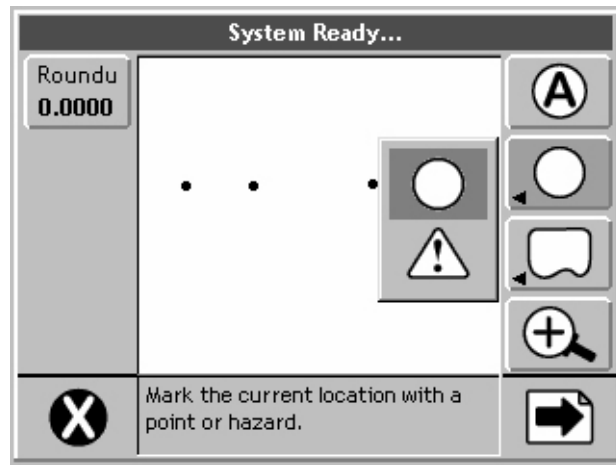 System Ready...
Roundu
0.0000
A
Mark the current location with a
point or hazard.
X